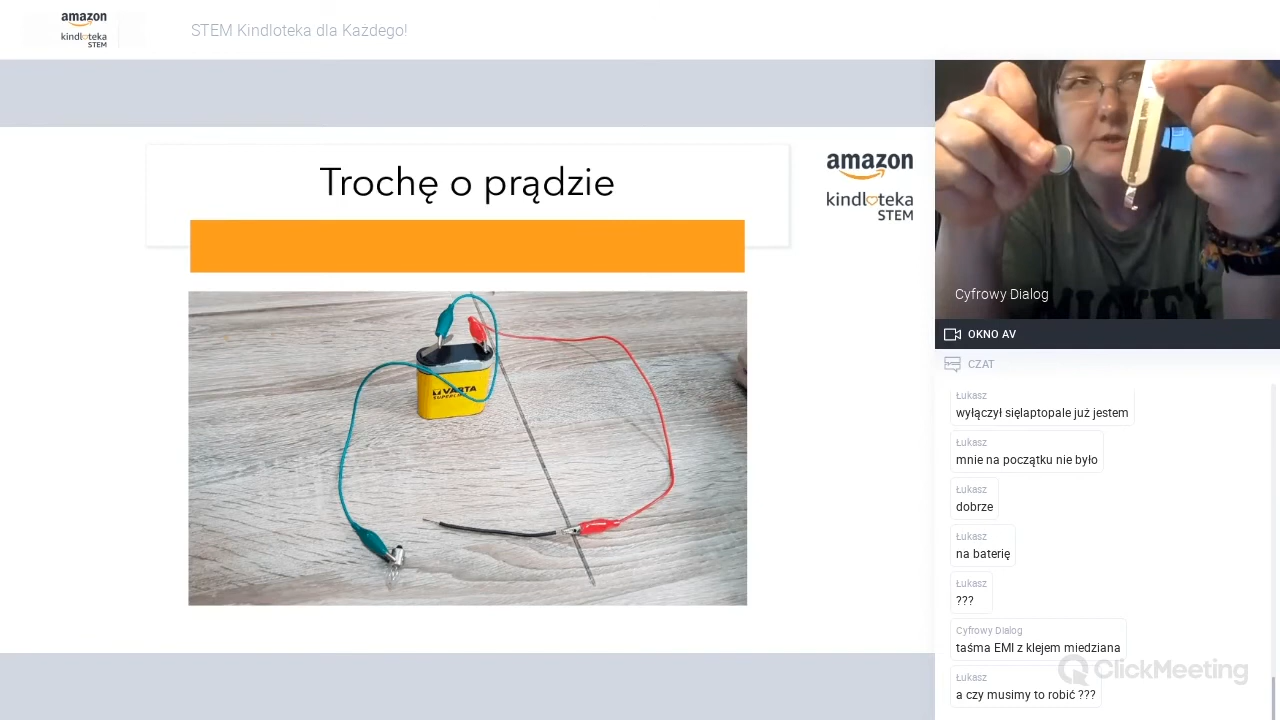 amazon
kindloteka
STEM
STEM Kindloteka dla Każdego!
Trochę o prądzie
amazon
kindloteka
STEM
VARTA
SUPERLIFE
Cyfrowy Dialog
OKNO AV
CZAT
Łukasz
wyłączył sięlaptopale już jestem
Łukasz
mnie na początku nie było
Łukasz
dobrze
Łukasz
na baterię
Łukasz
???
Cyfrowy Dialog
taśma EMI z klejem miedziana
ClickMeeting
Łukasz
a czy musimy to robić ???